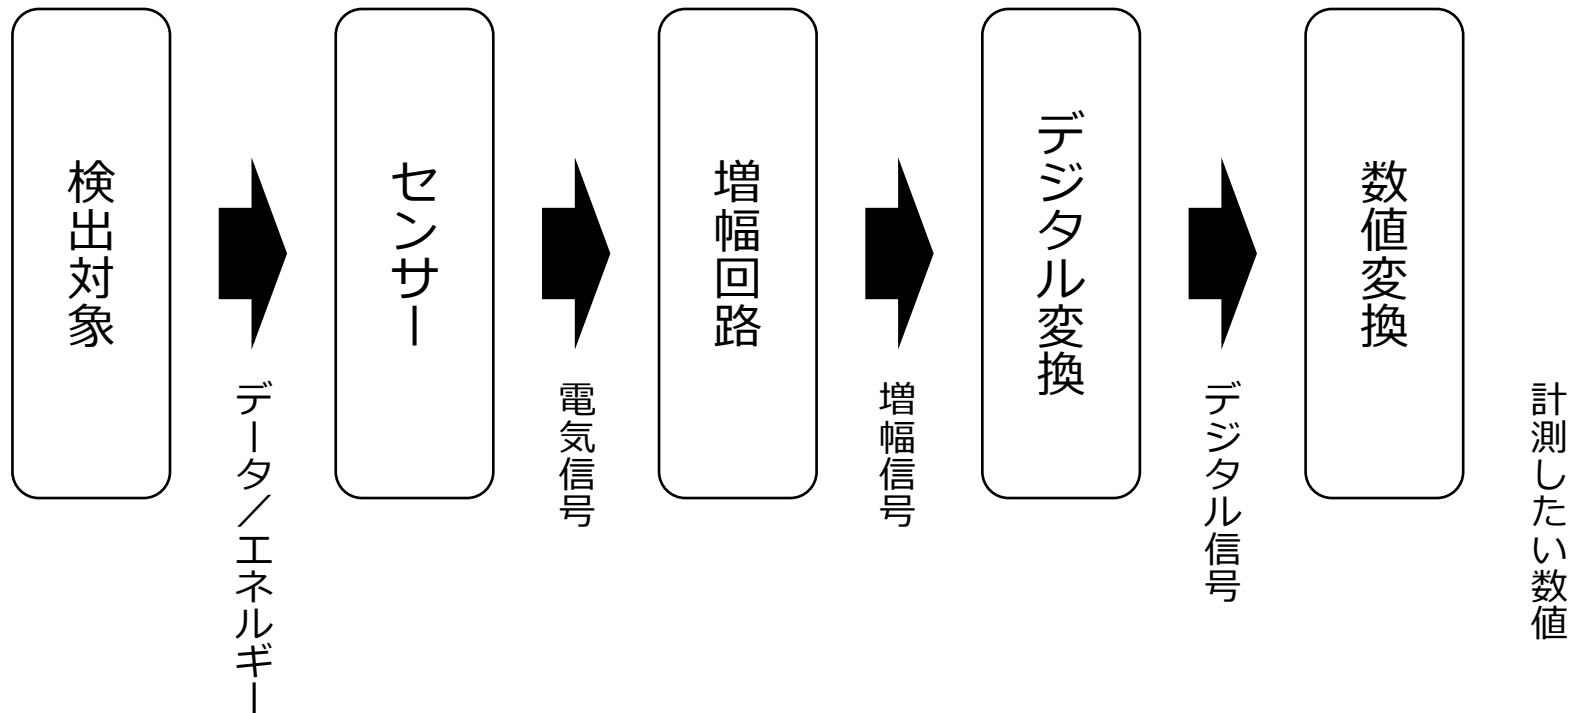 検出対象
データ／エネルギー
センサー
電気信号
増幅回路
増幅信号
デジタル変換
デジタル信号
数値変換
計測したい数値